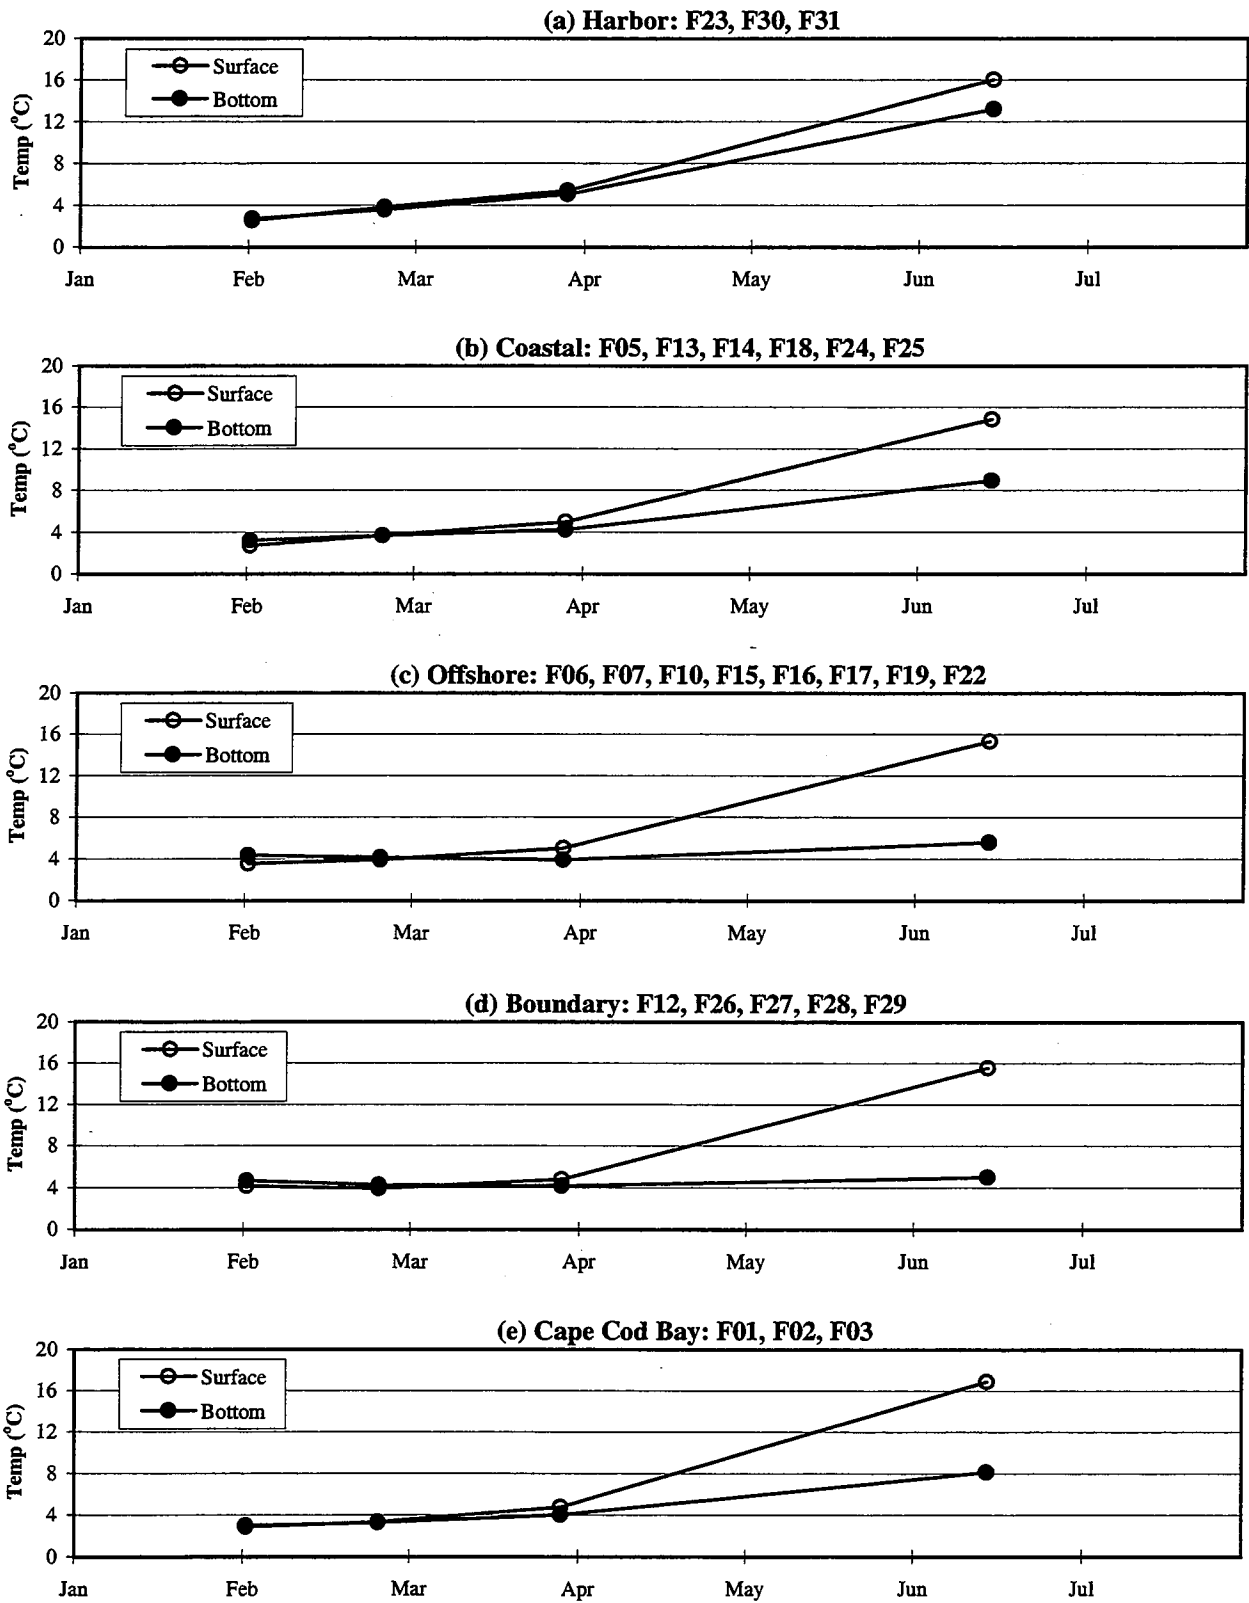 (a) Harbor: F23, F30, F31
20
16
12
8
4
0
Temp (°C)
Surface
Bottom
Jan Feb Mar Apr May Jun Jul
(b) Coastal: F05, F13, F14, F18, F24, F25
20
16
12
8
4
0
Temp (°C)
Surface
Bottom
Jan Feb Mar Apr May Jun Jul
(c) Offshore: F06, F07, F10, F15, F16, F17, F19, F22
20
16
12
8
4
0
Temp (°C)
Surface
Bottom
Jan Feb Mar Apr May Jun Jul
(d) Boundary: F12, F26, F27, F28, F29
20
16
12
8
4
0
Temp (°C)
Surface
Bottom
Jan Feb Mar Apr May Jun Jul
(e) Cape Cod Bay: F01, F02, F03
20
16
12
8
4
0
Temp (°C)
Surface
Bottom
Jan Feb Mar Apr May Jun Jul